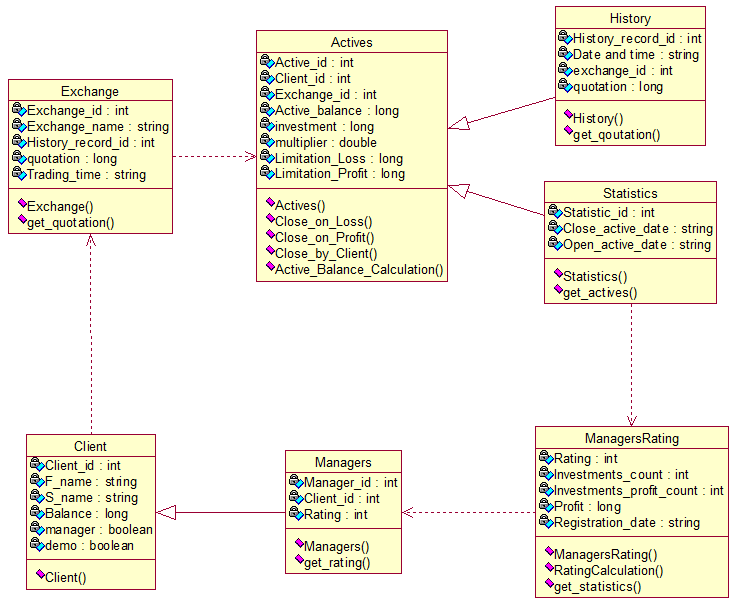 History
History_record_id : int
Date and time : string
exchange_id : int
quotation : long
History()
get_qoutation()
Actives
Active_id : int
Client_id : int
Exchange_id : int
Active_balance : long
investment : long
multiplier : double
Limitation_Loss : long
Limitation_Profit : long
Actives()
Close_on_Loss()
Close_on_Profit()
Close_by_Client()
Active_Balance_Calculation()
Exchange
Exchange_id : int
Exchange_name : string
History_record_id : int
quotation : long
Trading_time : string
Exchange()
get_quotation()
Statistics
Statistic_id : int
Close_active_date : string
Open_active_date : string
Statistics()
get_actives()
Client
Client_id : int
F_name : string
S_name : string
Balance : long
manager : boolean
demo : boolean
Client()
Managers
Manager_id : int
Client_id : int
Rating : int
Managers()
get_rating()
ManagersRating
Rating : int
Investments_count : int
Investments_profit_count : int
Profit : long
Registration_date : string
ManagersRating()
RatingCalculation()
get_statistics()